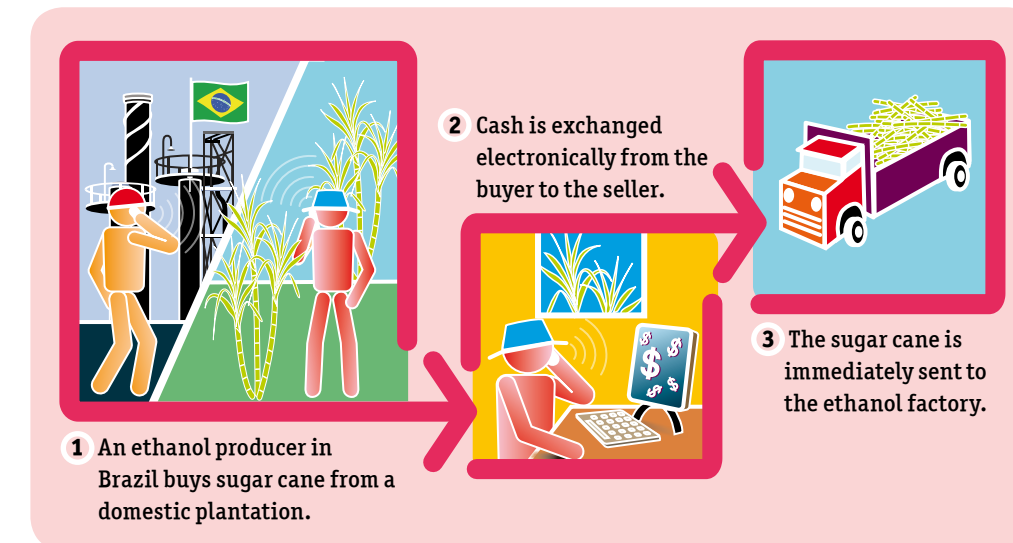 1 An ethanol producer in
Brazil buys sugar cane from a
domestic plantation.
2 Cash is exchanged
electronically from the
buyer to the seller.
$ $ $ $ $
3 The sugar cane is
immediately sent to
the ethanol factory.